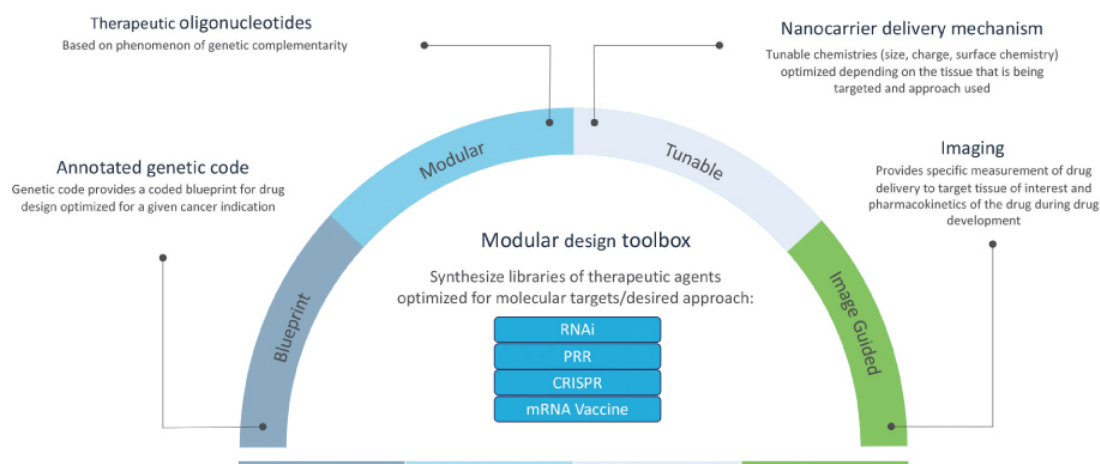 Therapeutic oligonucleotides
Based on phenomenon of genetic complementarity
Nanocarrier delivery mechanism
Tunable chemistries (size, charge, surface chemistry)
optimized depending on the tissue that is being
targeted and approach used
Annotated genetic code
Genetic code provides a coded blueprint for drug
design optimized for a given cancer indication
Imaging
Provides specific measurement of drug
delivery to target tissue of interest and
pharmacokinetics of the drug during drug
development
Blueprint
Modular
Tunable
Image Guided
Modular design toolbox
Synthesize libraries of therapeutic agents
optimized for molecular targets/desired approach:
RNAi
PRR
CRISPR
mRNA Vaccine